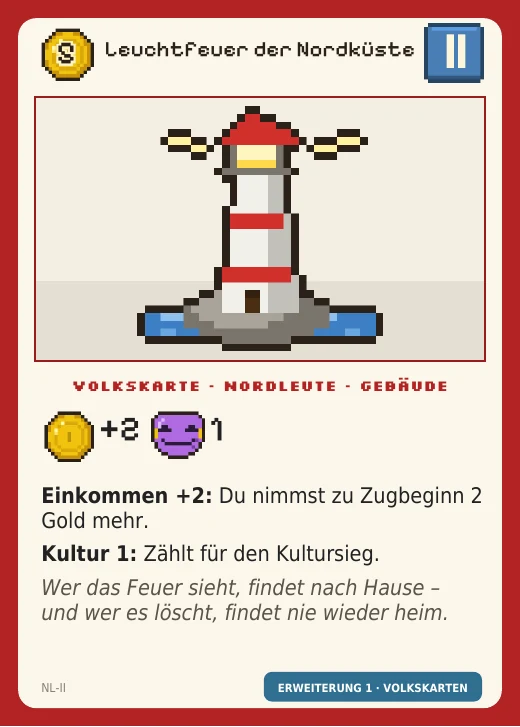 8 Leuchtfeuer der Nordküste II
VOLKSKARTE - NORDLEUTE - GEBÄUDE
+2 1
Einkommen +2: Du nimmst zu Zugbeginn 2
Gold mehr.
Kultur 1: Zählt für den Kultursieg.
Wer das Feuer sieht, findet nach Hause –
und wer es löscht, findet nie wieder heim.
NL-II ERWEITERUNG 1 · VOLKSKARTEN